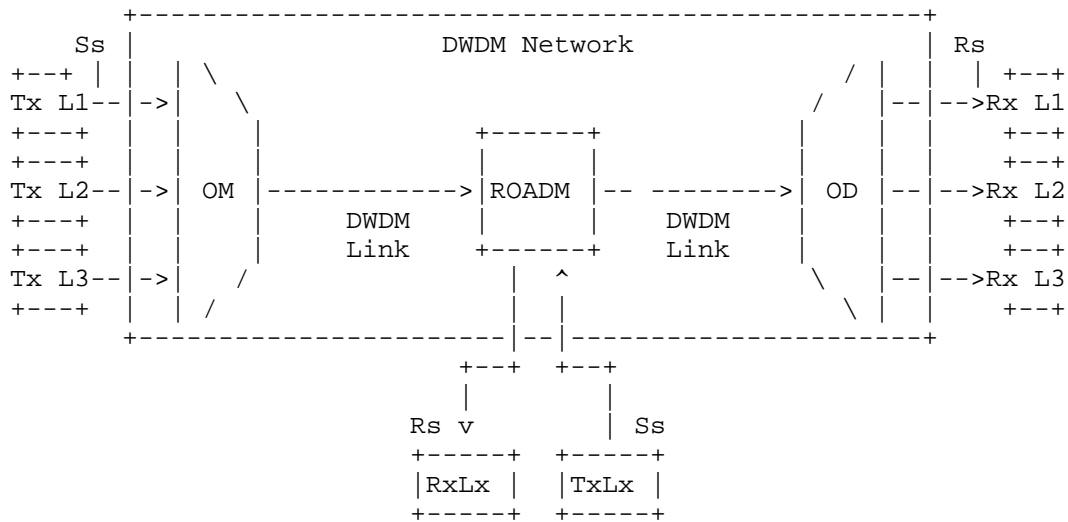 DWDM Network
Ss Rs
Tx L1 Rx L1
Tx L2 OM ROADM OD Rx L2
DWDM DWDM
Link Link
Tx L3 Rx L3
Rs v Ss
RxLx TxLx